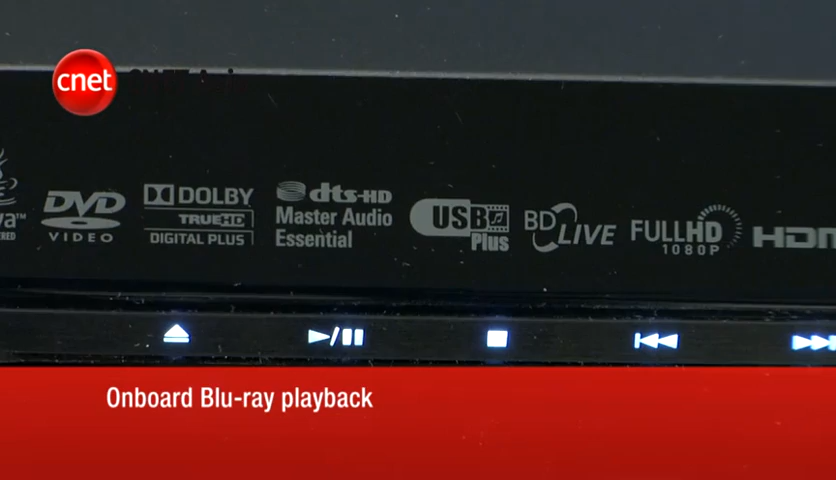 cnet
DVD
VIDEO
DOLBY
TRUEHD
DIGITAL PLUS
dts-HD
Master Audio
Essential
USB
Plus
BD LIVE
FULLHD
1080P
Onboard Blu-ray playback